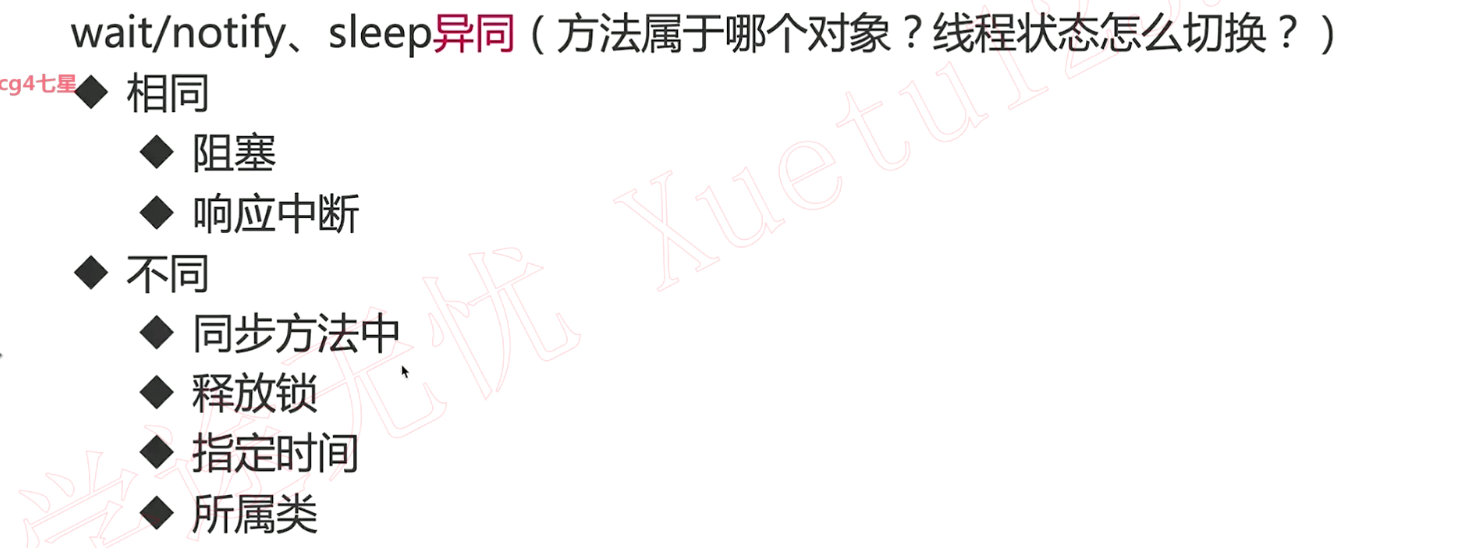 wait/notify、sleep异同（方法属于哪个对象？线程状态怎么切换？）
cg4七星
◆ 相同
◆ 阻塞
◆ 响应中断
◆ 不同
◆ 同步方法中
◆ 释放锁
◆ 指定时间
◆ 所属类
学途无忧 Xuetu